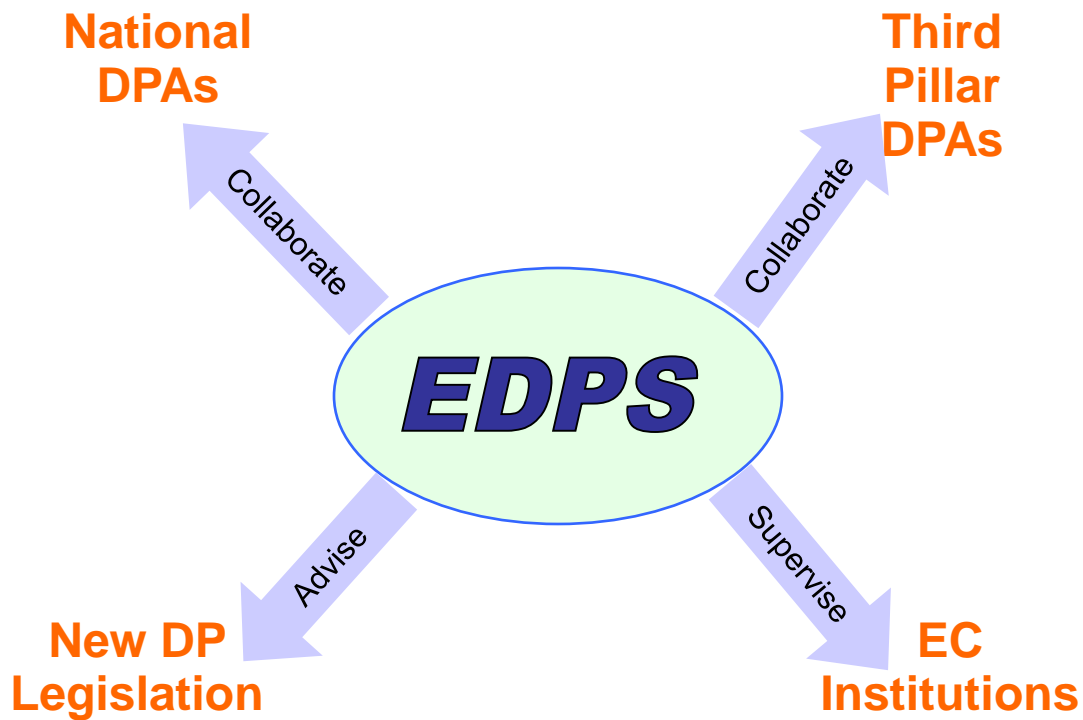 National
DPAs
Third
Pillar
DPAs
Collaborate
Collaborate
EDPS
Advise
Supervise
New DP
Legislation
EC
Institutions